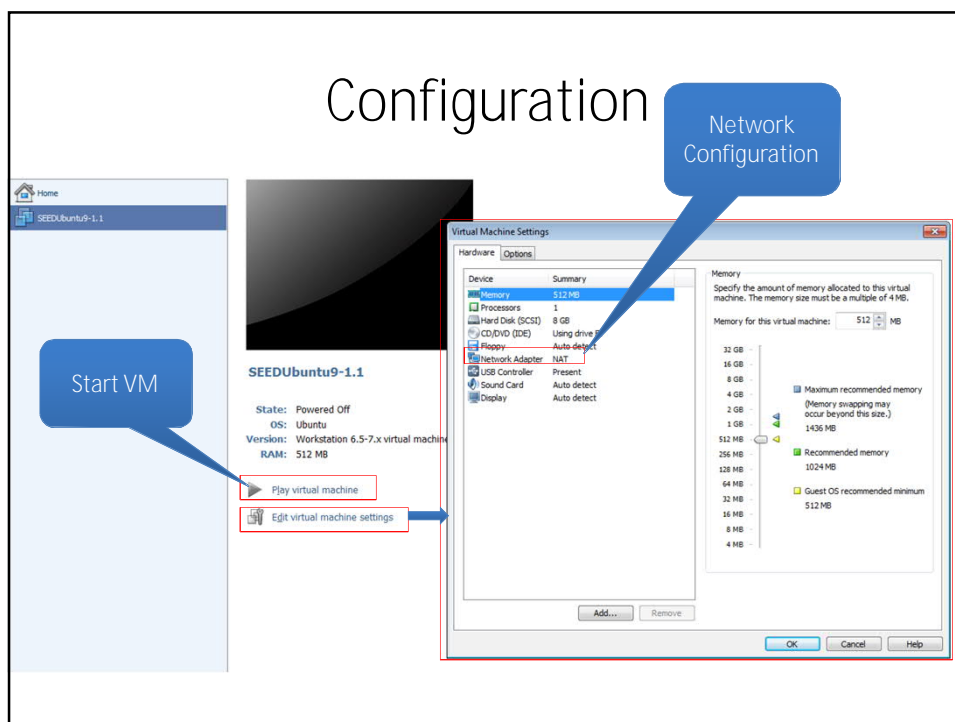 Configuration
Network
Configuration
Home
SEEDUbuntu9-1.1
Start VM
SEEDUbuntu9-1.1
State: Powered Off
OS: Ubuntu
Version: Workstation 6.5-7.x virtual machine
RAM: 512 MB
Play virtual machine
Edit virtual machine settings
Virtual Machine Settings
Hardware Options
Device Summary
Memory 512 MB
Processors 1
Hard Disk (SCSI) 8 GB
CD/DVD (IDE) Using drive
Floppy Auto detect
Network Adapter NAT
USB Controller Present
Sound Card Auto detect
Display Auto detect
Add... Remove
Memory
Specify the amount of memory allocated to this virtual
machine. The memory size must be a multiple of 4 MB.
Memory for this virtual machine: 512 MB
32 GB
16 GB
8 GB
4 GB
2 GB
1 GB
512 MB
256 MB
128 MB
64 MB
32 MB
16 MB
8 MB
4 MB
Maximum recommended memory
(Memory swapping may
occur beyond this size.)
1436 MB
Recommended memory
1024 MB
Guest OS recommended minimum
512 MB
OK Cancel Help